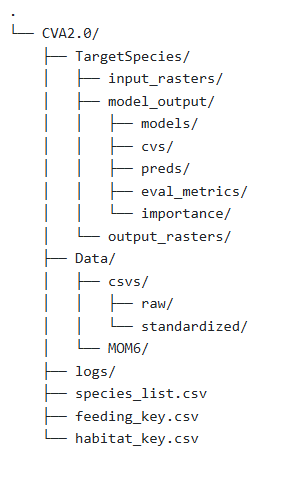 .
└── CVA2.0/
    ├── TargetSpecies/
    │   ├── input_rasters/
    │   ├── model_output/
    │   │   ├── models/
    │   │   ├── cvs/
    │   │   ├── preds/
    │   │   ├── eval_metrics/
    │   │   └── importance/
    │   └── output_rasters/
    ├── Data/
    │   ├── csvs/
    │   │   ├── raw/
    │   │   └── standardized/
    │   └── MOM6/
    ├── logs/
    ├── species_list.csv
    ├── feeding_key.csv
    └── habitat_key.csv